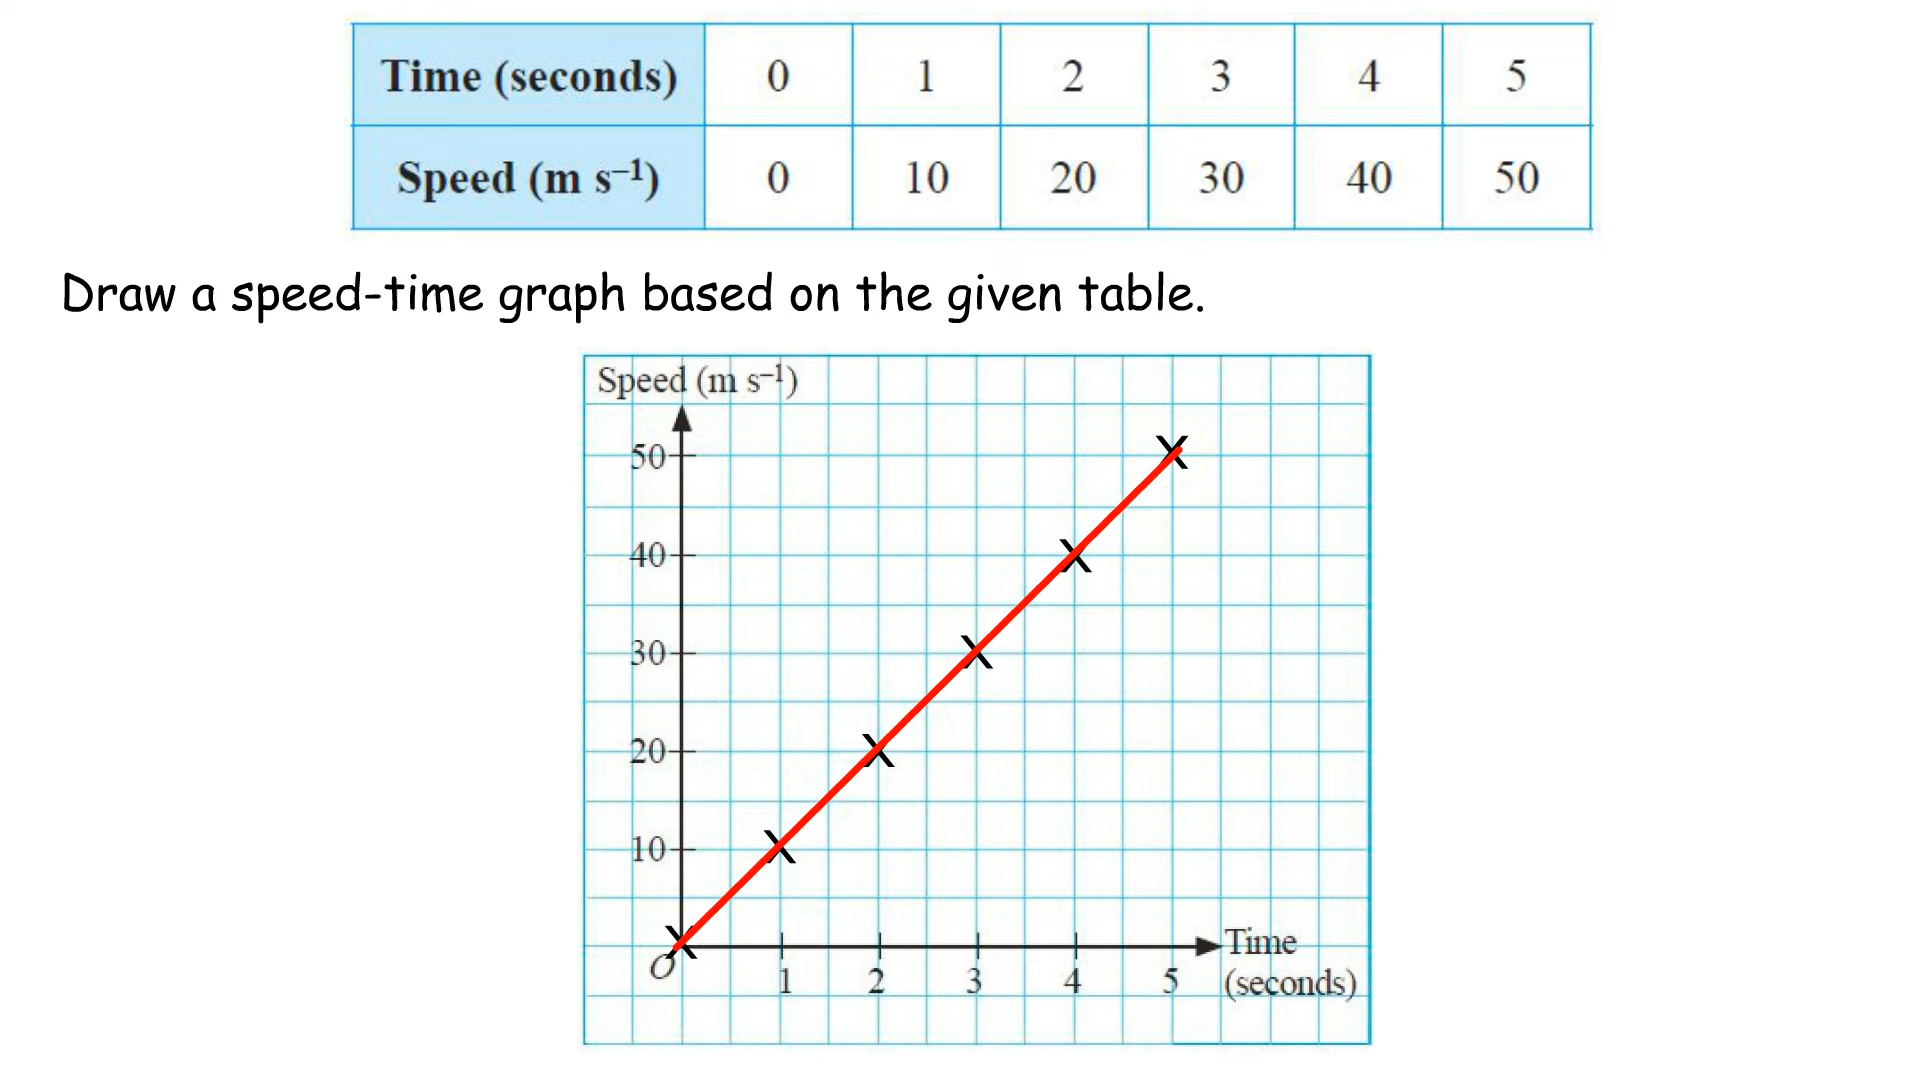 Time (seconds) 0 1 2 3 4 5
Speed (m s⁻¹) 0 10 20 30 40 50
Draw a speed-time graph based on the given table.
Speed (m s⁻¹)
50
40
30
20
10
O
1 2 3 4 5
Time
(seconds)